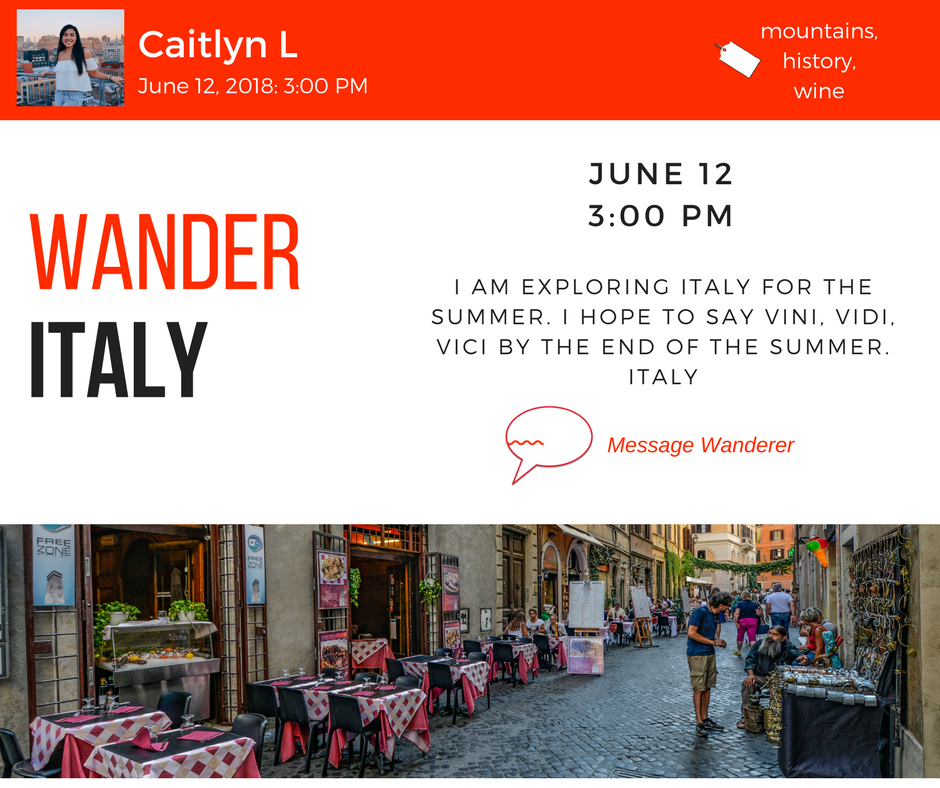 Caitlyn L
June 12, 2018: 3:00 PM
mountains,
history,
wine
WANDER
ITALY
JUNE 12
3:00 PM
I AM EXPLORING ITALY FOR THE
SUMMER. I HOPE TO SAY VINI, VIDI,
VICI BY THE END OF THE SUMMER.
ITALY
Message Wanderer
FREE
ZONE
FREE
ZONE